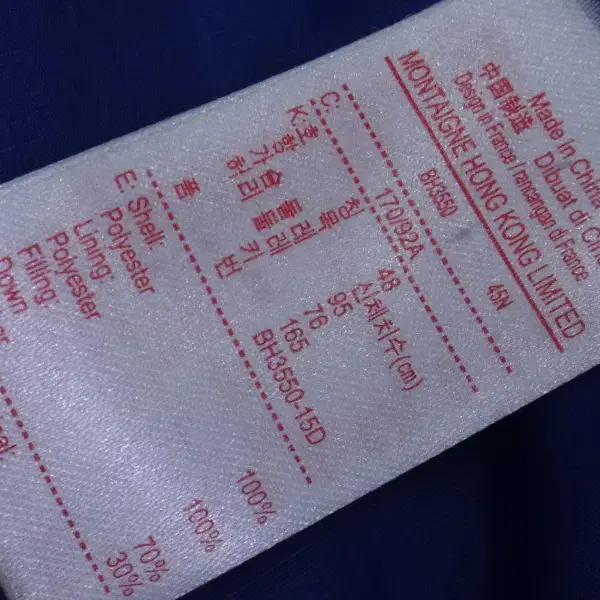 Made in China
中国制造 Dibuat di China
Design in France / rancangan di France
MONTAIGNE HONG KONG LIMITED
BH3550 45N
C: 170/92A
K: 호칭 48
신체치수(cm)
가슴둘레 95
허리둘레 76
165
품번 BH3550-15D
E: Shell:
Polyester 100%
Lining:
Polyester 100%
Filling:
Down 70%
30%